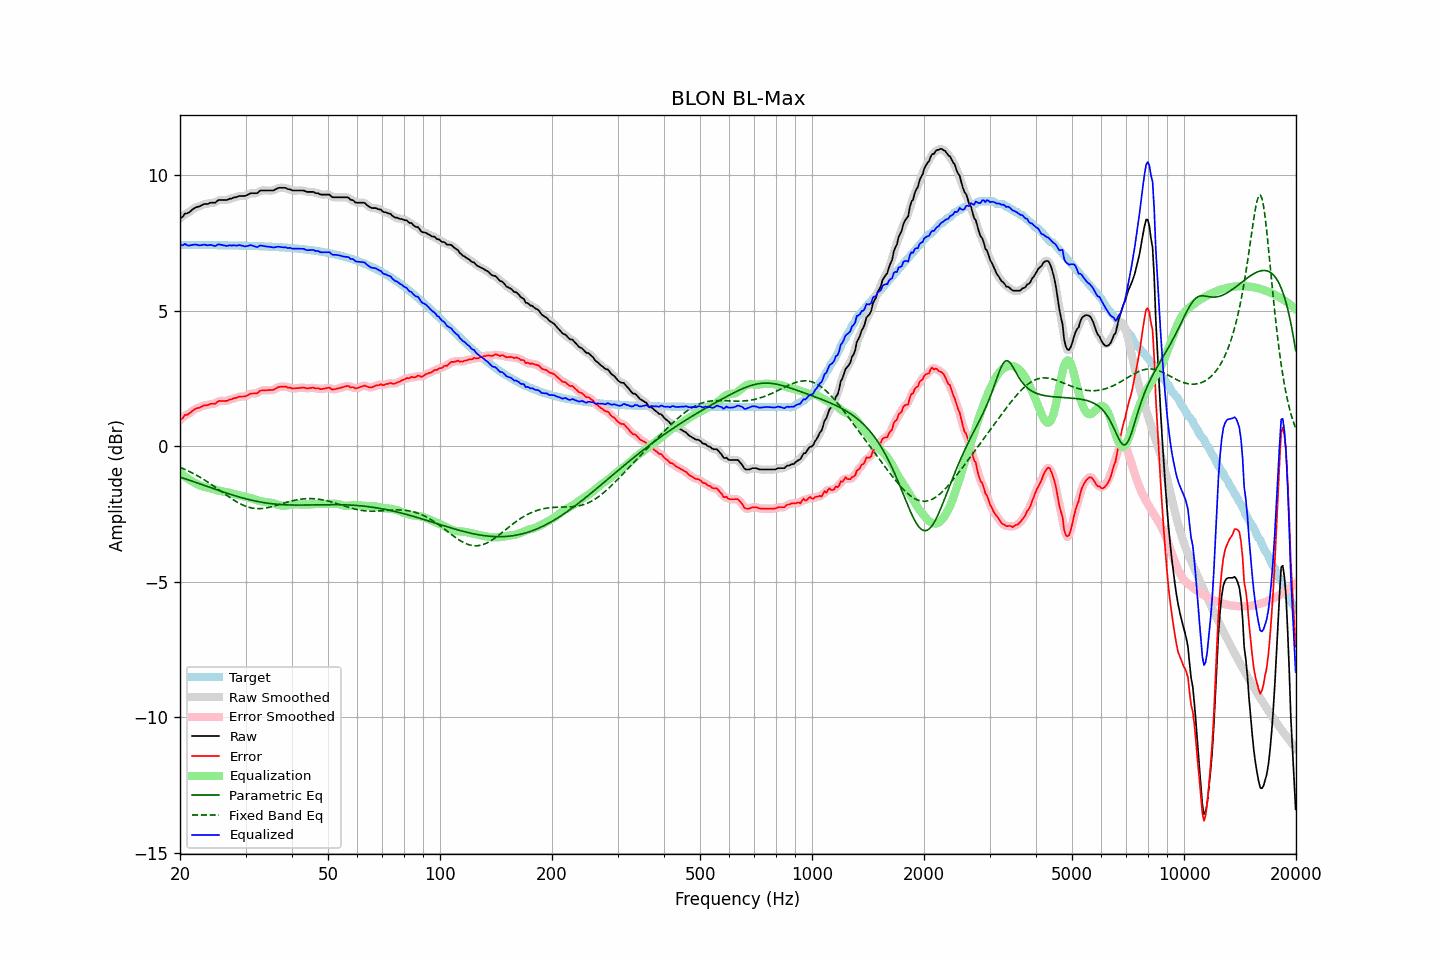 BLON BL-Max
Amplitude (dBr)
10
5
0
−5
−10
−15
Target
Raw Smoothed
Error Smoothed
Raw
Error
Equalization
Parametric Eq
Fixed Band Eq
Equalized
20 50 100 200 500 1000 2000 5000 10000 20000
Frequency (Hz)